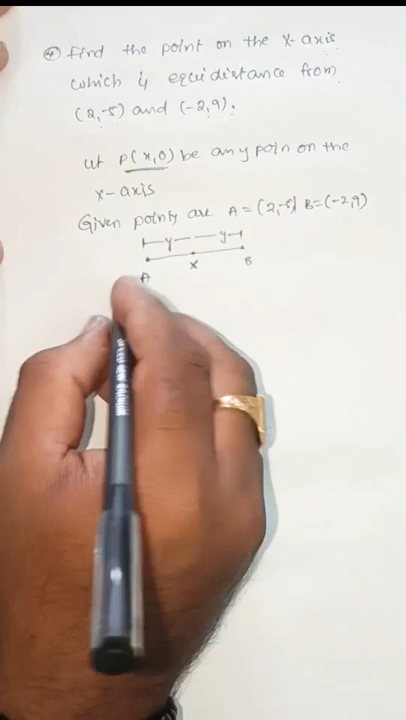 ④ find the point on the x-axis
which is equidistance from
(2,-5) and (-2,9).
Let P(x,0) be any poin on the
x-axis
Given points are A=(2,-5) B=(-2,9)
y y
A x B